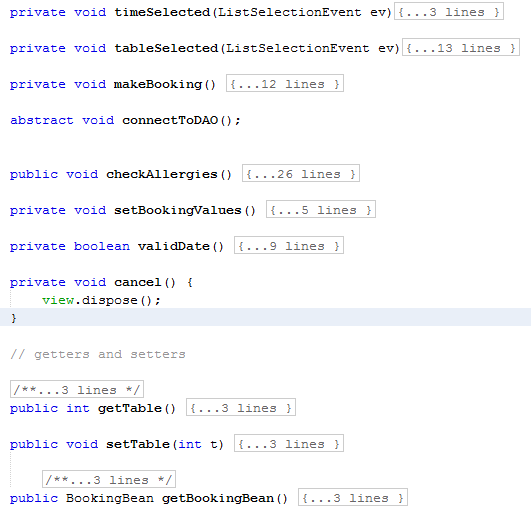 private void timeSelected(ListSelectionEvent ev){...3 lines }
private void tableSelected(ListSelectionEvent ev){...13 lines }
private void makeBooking() {...12 lines }
abstract void connectToDAO();
public void checkAllergies() {...26 lines }
private void setBookingValues() {...5 lines }
private boolean validDate() {...9 lines }
private void cancel() {
view.dispose();
}
// getters and setters
/**...3 lines */
public int getTable() {...3 lines }
public void setTable(int t) {...3 lines }
/**...3 lines */
public BookingBean getBookingBean() {...3 lines }